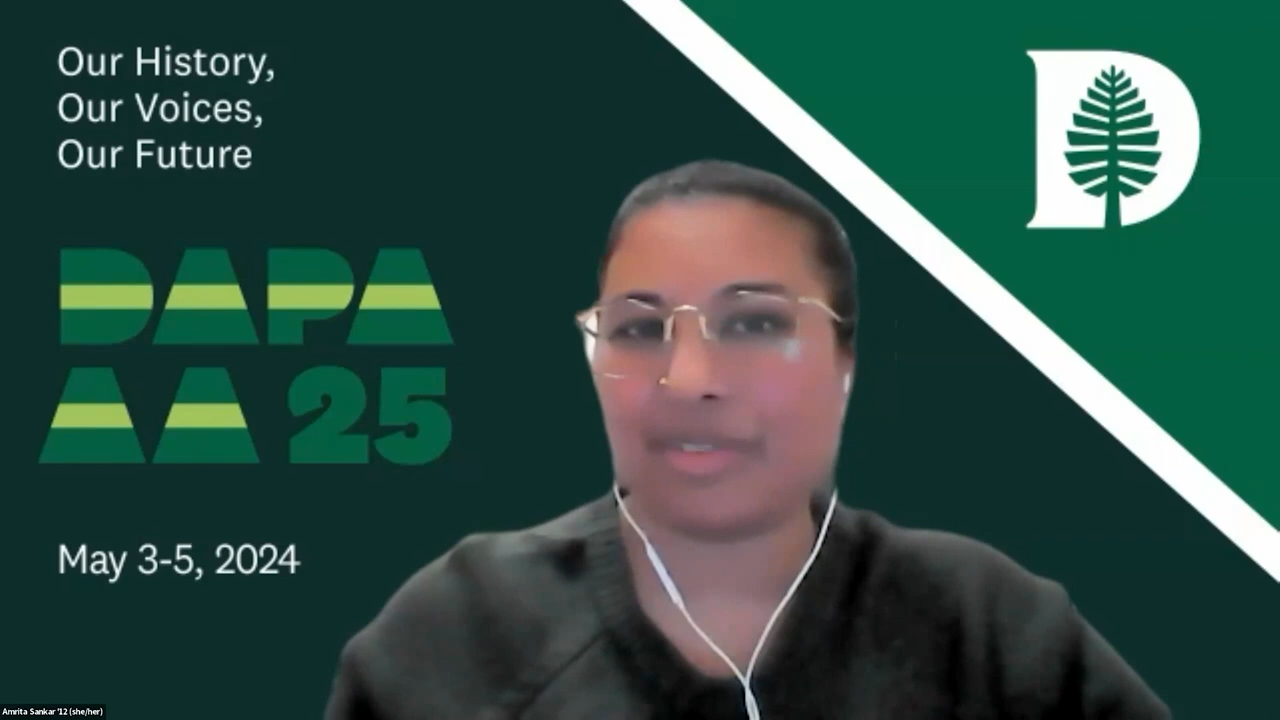 Our History,
Our Voices,
Our Future
DAPA
AA 25
May 3-5, 2024
D
Amrita Sankar '12 (she/her)